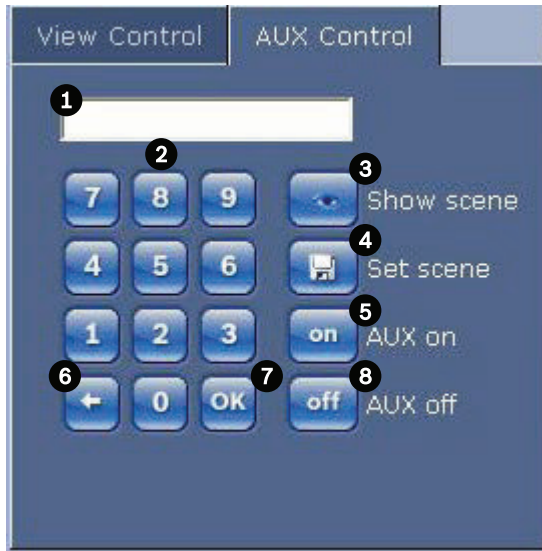 View Control AUX Control
1
2
3
7 8 9 Show scene
4
4 5 6 Set scene
5
1 2 3 on AUX on
6 7 8
0 OK off AUX off